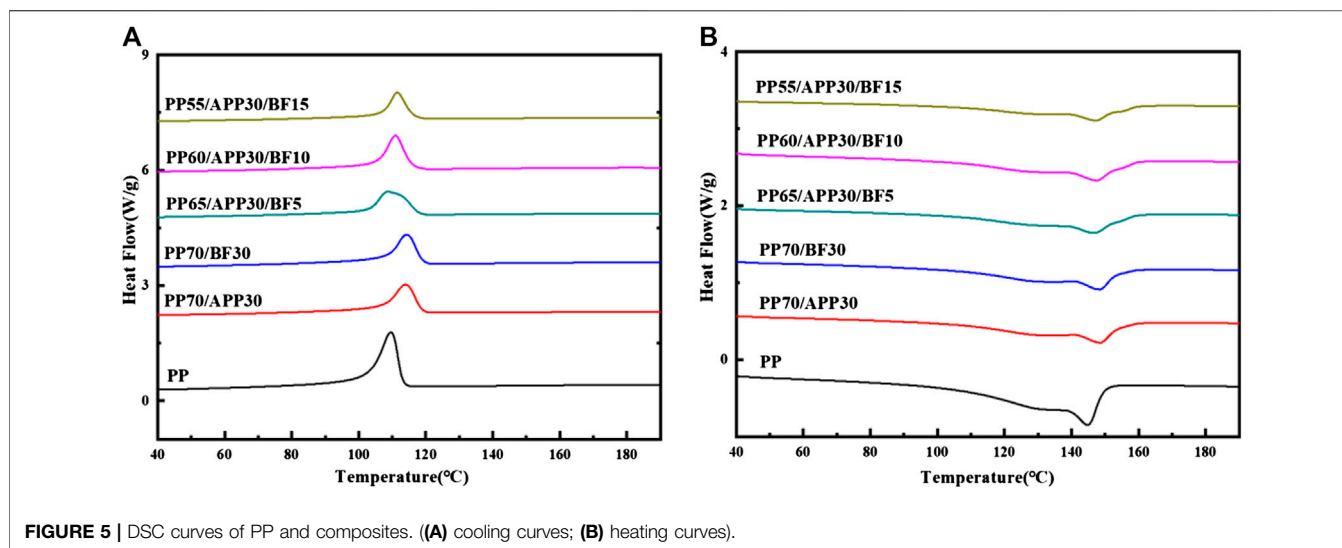 A
9
6
3
0
Heat Flow(W/g)
PP55/APP30/BF15
PP60/APP30/BF10
PP65/APP30/BF5
PP70/BF30
PP70/APP30
PP
40 60 80 100 120 140 160 180
Temperature(°C)
B
4
2
0
Heat Flow(W/g)
PP55/APP30/BF15
PP60/APP30/BF10
PP65/APP30/BF5
PP70/BF30
PP70/APP30
PP
40 60 80 100 120 140 160 180
Temperature(°C)
FIGURE 5 | DSC curves of PP and composites. ((A) cooling curves; (B) heating curves).